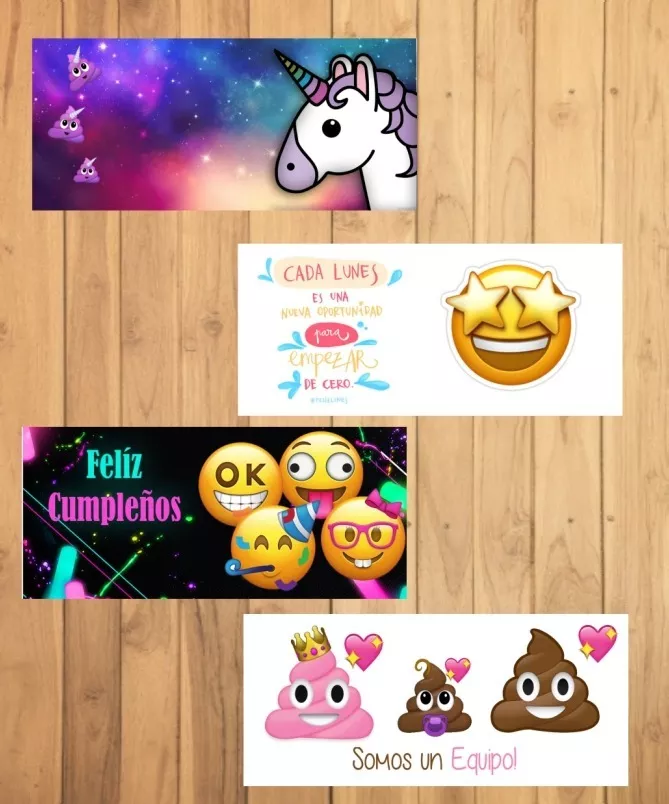 CADA LUNES
ES UNA
NUEVA OPORTUNIDAD
para
EMPEZAR
DE CERO.
Felíz
Cumpleños
OK
Somos un Equipo!